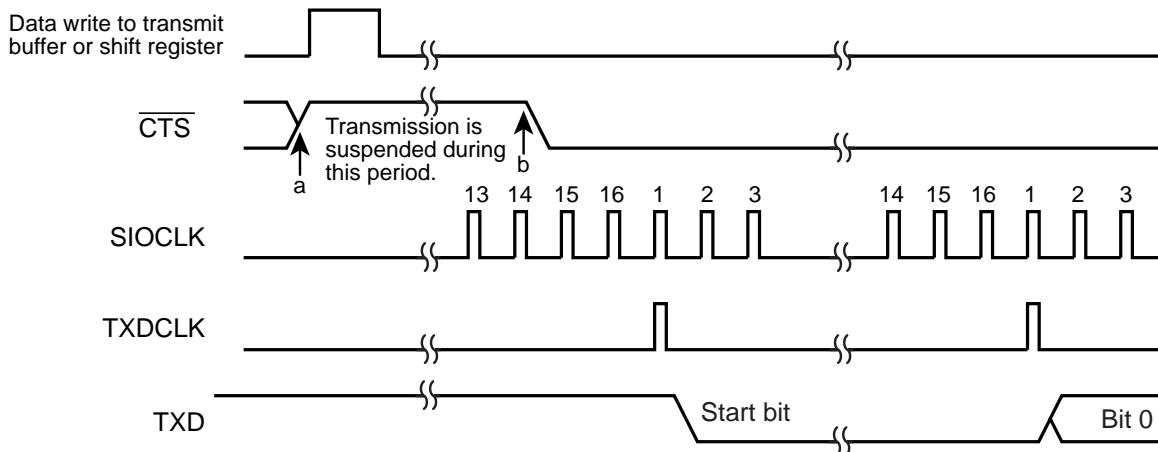 Data write to transmit
buffer or shift register
CTS
Transmission is
suspended during
this period.
a
b
13 14 15 16 1 2 3 14 15 16 1 2 3
SIOCLK
TXDCLK
TXD
Start bit
Bit 0